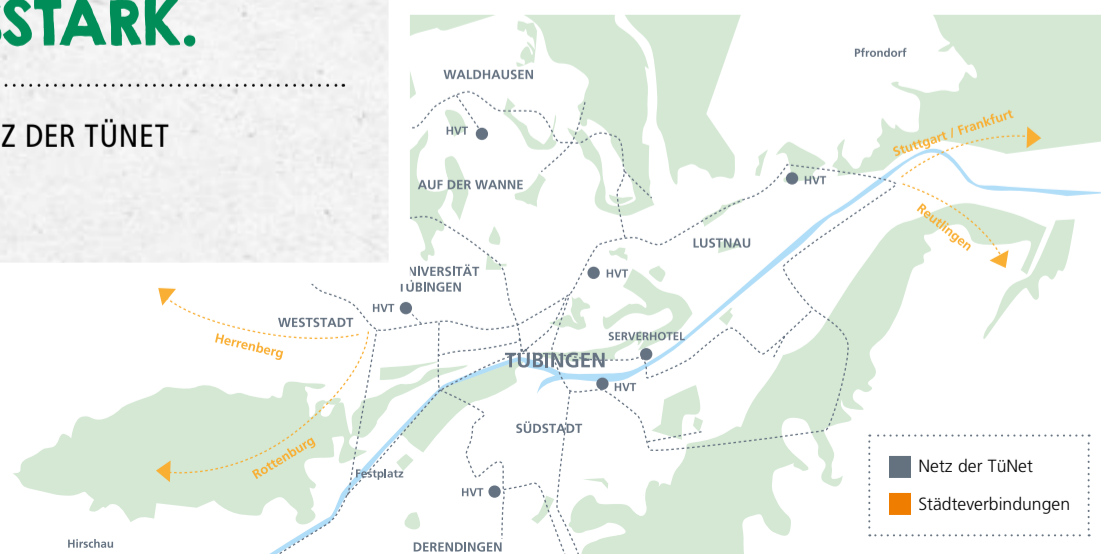 STARK.
Z DER TÜNET
Pfrondorf
WALDHAUSEN
HVT
Stuttgart / Frankfurt
AUF DER WANNE
HVT
Reutlingen
LUSTNAU
NIVERSITÄT
TÜBINGEN
HVT
HVT
WESTSTADT
Herrenberg
SERVERHOTEL
TÜBINGEN
HVT
SÜDSTADT
Rottenburg
Festplatz
HVT
Hirschau
DERENDINGEN
Netz der TüNet
Städteverbindungen